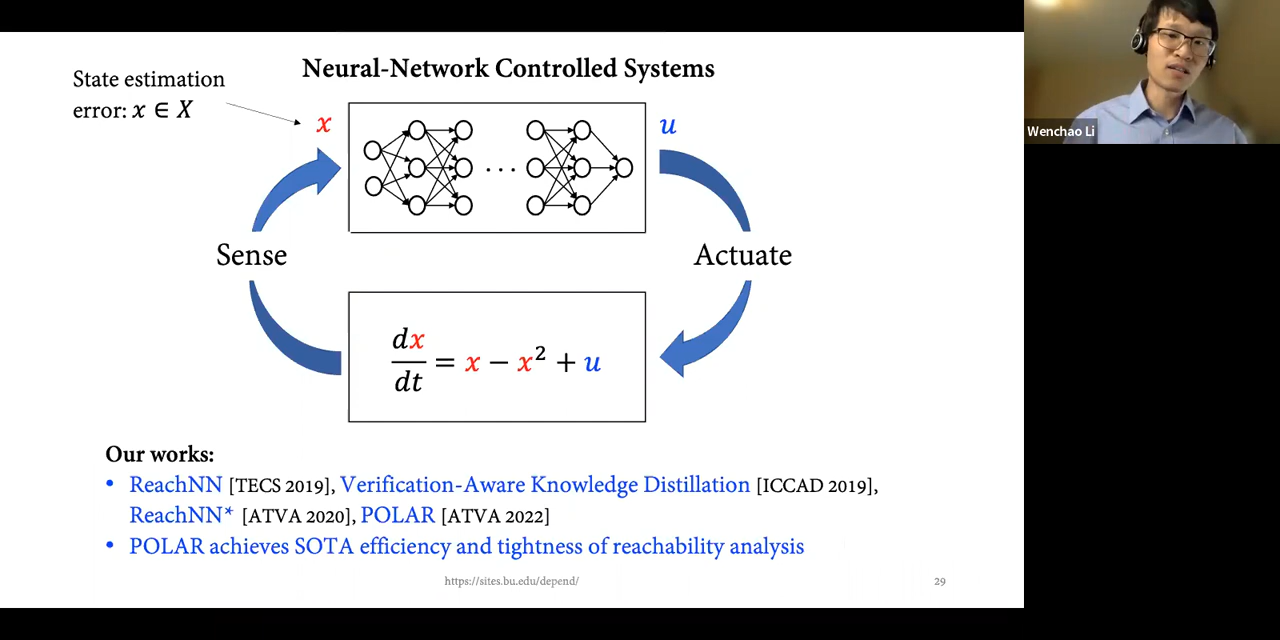 Neural-Network Controlled Systems
State estimation
error: x ∈ X
x
u
. . .
Sense
Actuate
dx/dt = x − x² + u
Our works:
• ReachNN [TECS 2019], Verification-Aware Knowledge Distillation [ICCAD 2019],
ReachNN* [ATVA 2020], POLAR [ATVA 2022]
• POLAR achieves SOTA efficiency and tightness of reachability analysis
https://sites.bu.edu/depend/
29
Wenchao Li